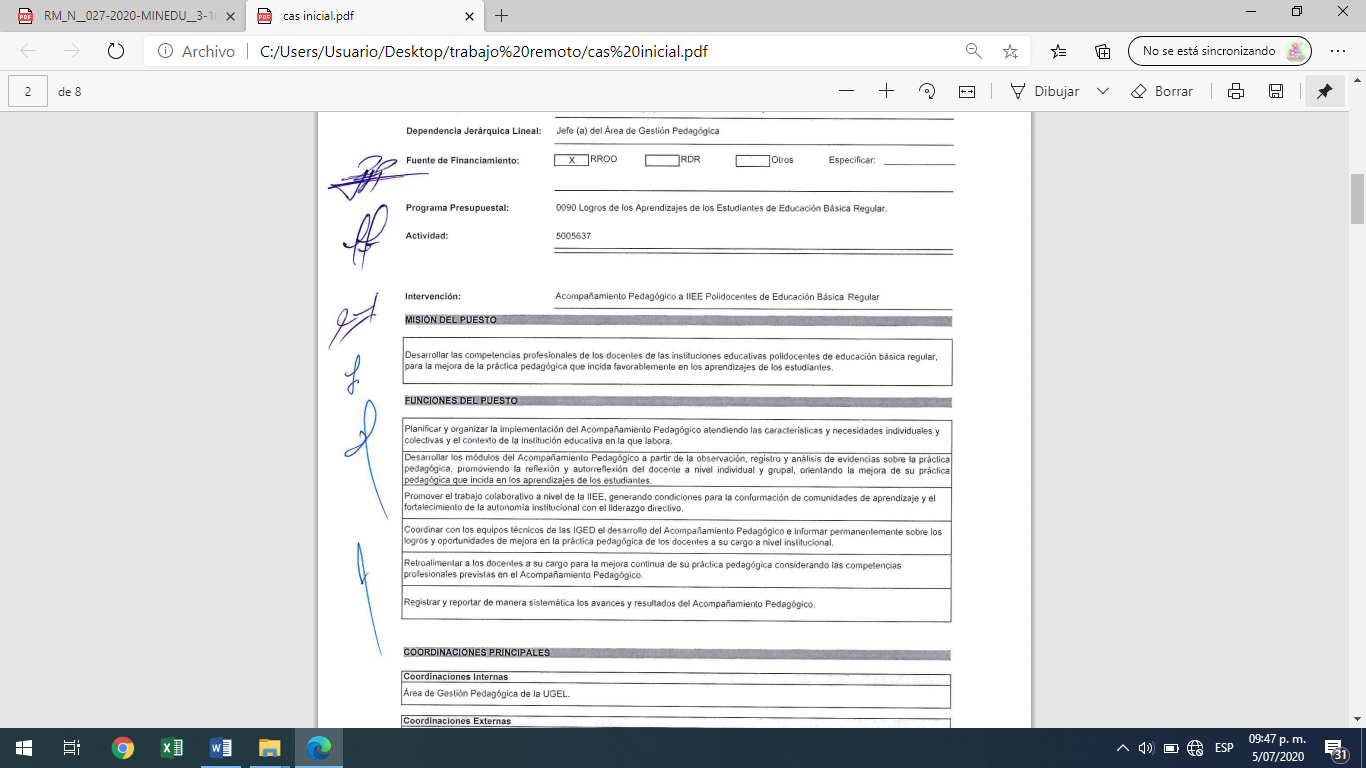 RM_N__027-2020-MINEDU__3-10
cas inicial.pdf
Archivo
C:/Users/Usuario/Desktop/trabajo%20remoto/cas%20inicial.pdf
No se está sincronizando
2
de 8
Dibujar
Borrar
Dependencia Jerárquica Lineal: Jefe (a) del Área de Gestión Pedagógica
Fuente de Financiamiento: X RROO RDR Otros Especificar:
Programa Presupuestal: 0090 Logros de los Aprendizajes de los Estudiantes de Educación Básica Regular.
Actividad: 5005637
Intervención: Acompañamiento Pedagógico a IIEE Polidocentes de Educación Básica Regular
MISIÓN DEL PUESTO
Desarrollar las competencias profesionales de los docentes de las instituciones educativas polidocentes de educación básica regular,
para la mejora de la práctica pedagógica que incida favorablemente en los aprendizajes de los estudiantes.
FUNCIONES DEL PUESTO
Planificar y organizar la implementación del Acompañamiento Pedagógico atendiendo las características y necesidades individuales y
colectivas y el contexto de la institución educativa en la que labora.
Desarrollar los módulos del Acompañamiento Pedagógico a partir de la observación, registro y análisis de evidencias sobre la práctica
pedagógica, promoviendo la reflexión y autorreflexión del docente a nivel individual y grupal, orientando la mejora de su práctica
pedagógica que incida en los aprendizajes de los estudiantes.
Promover el trabajo colaborativo a nivel de la IIEE, generando condiciones para la conformación de comunidades de aprendizaje y el
fortalecimiento de la autonomía institucional con el liderazgo directivo.
Coordinar con los equipos técnicos de las IGED el desarrollo del Acompañamiento Pedagógico e informar permanentemente sobre los
logros y oportunidades de mejora en la práctica pedagógica de los docentes a su cargo a nivel institucional.
Retroalimentar a los docentes a su cargo para la mejora continua de su práctica pedagógica considerando las competencias
profesionales previstas en el Acompañamiento Pedagógico.
Registrar y reportar de manera sistemática los avances y resultados del Acompañamiento Pedagógico.
COORDINACIONES PRINCIPALES
Coordinaciones Internas
Área de Gestión Pedagógica de la UGEL.
Coordinaciones Externas
ESP
09:47 p. m.
5/07/2020
31